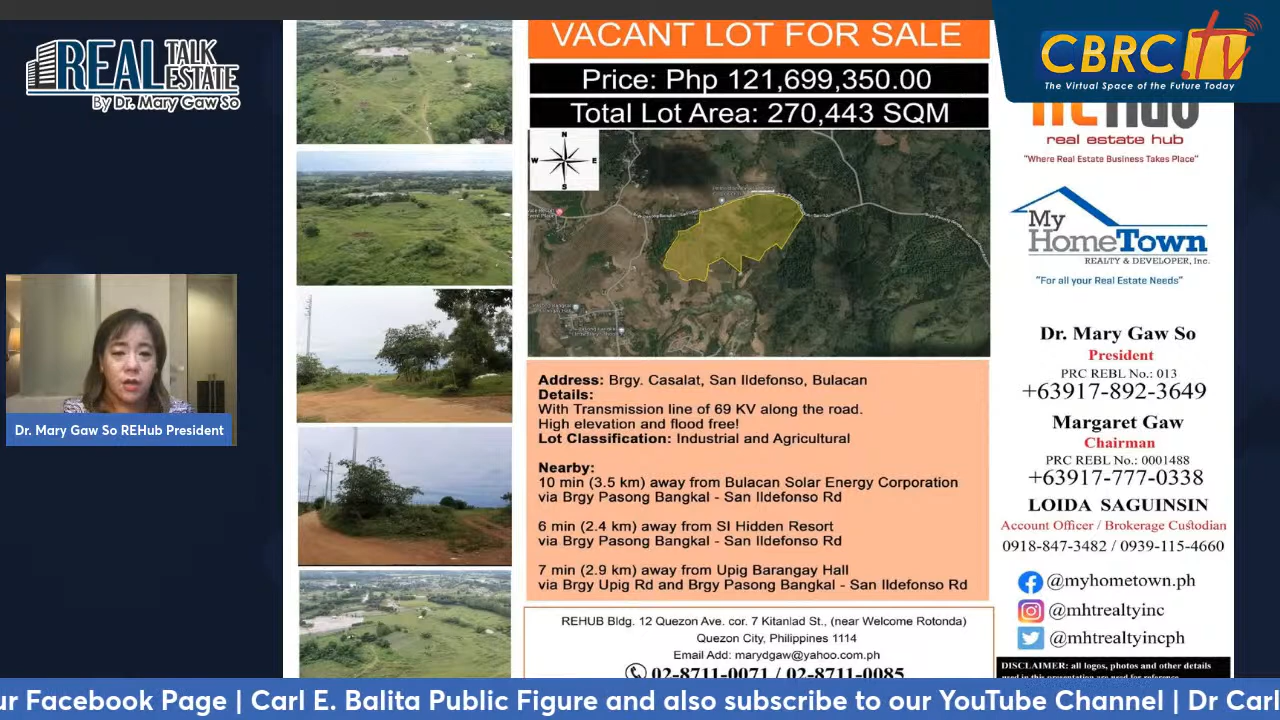 REAL TALK ESTATE
By Dr. Mary Gaw So
Dr. Mary Gaw So REHub President
VACANT LOT FOR SALE
Price: Php 121,699,350.00
Total Lot Area: 270,443 SQM
N
W E
S
Address: Brgy. Casalat, San Ildefonso, Bulacan
Details:
With Transmission line of 69 KV along the road.
High elevation and flood free!
Lot Classification: Industrial and Agricultural
Nearby:
10 min (3.5 km) away from Bulacan Solar Energy Corporation
via Brgy Pasong Bangkal - San Ildefonso Rd
6 min (2.4 km) away from SI Hidden Resort
via Brgy Pasong Bangkal - San Ildefonso Rd
7 min (2.9 km) away from Upig Barangay Hall
via Brgy Upig Rd and Brgy Pasong Bangkal - San Ildefonso Rd
REHUB Bldg. 12 Quezon Ave. cor. 7 Kitanlad St., (near Welcome Rotonda)
Quezon City, Philippines 1114
Email Add: marydgaw@yahoo.com.ph
02-8711-0071 / 02-8711-0085
CBRC.tv
The Virtual Space of the Future Today
real estate hub
"Where Real Estate Business Takes Place"
My
HomeTown
REALTY & DEVELOPER, Inc.
"For all your Real Estate Needs"
Dr. Mary Gaw So
President
PRC REBL No.: 013
+63917-892-3649
Margaret Gaw
Chairman
PRC REBL No.: 0001488
+63917-777-0338
LOIDA SAGUINSIN
Account Officer / Brokerage Custodian
0918-847-3482 / 0939-115-4660
@myhometown.ph
@mhtrealtyinc
@mhtrealtyincph
DISCLAIMER: all logos, photos and other details
used in this presentation are used for reference
ur Facebook Page | Carl E. Balita Public Figure and also subscribe to our YouTube Channel | Dr Carl